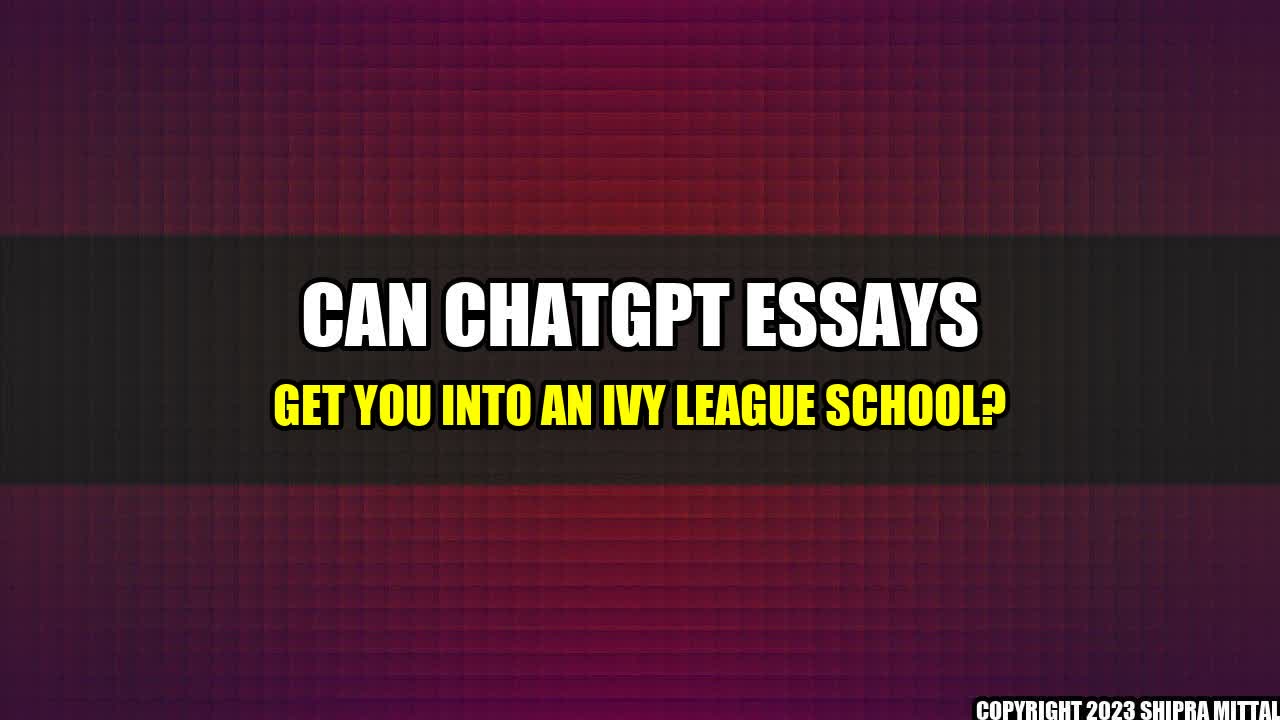 CAN CHATGPT ESSAYS
GET YOU INTO AN IVY LEAGUE SCHOOL?
COPYRIGHT 2023 SHIPRA MITTAL